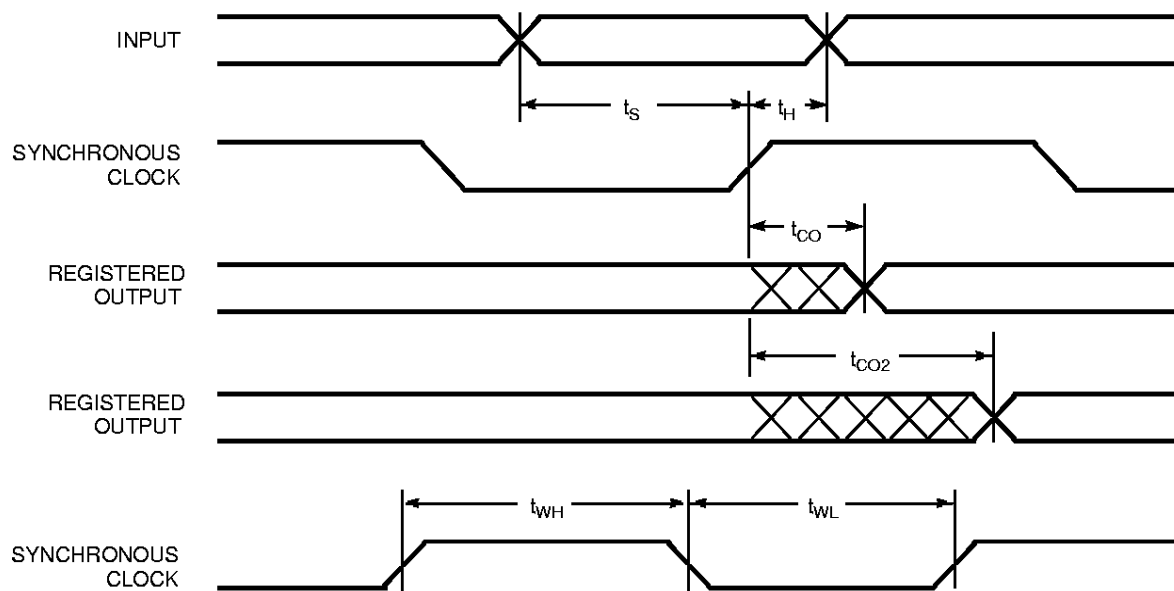 INPUT
tS
tH
SYNCHRONOUS
CLOCK
tCO
REGISTERED
OUTPUT
tCO2
REGISTERED
OUTPUT
tWH
tWL
SYNCHRONOUS
CLOCK